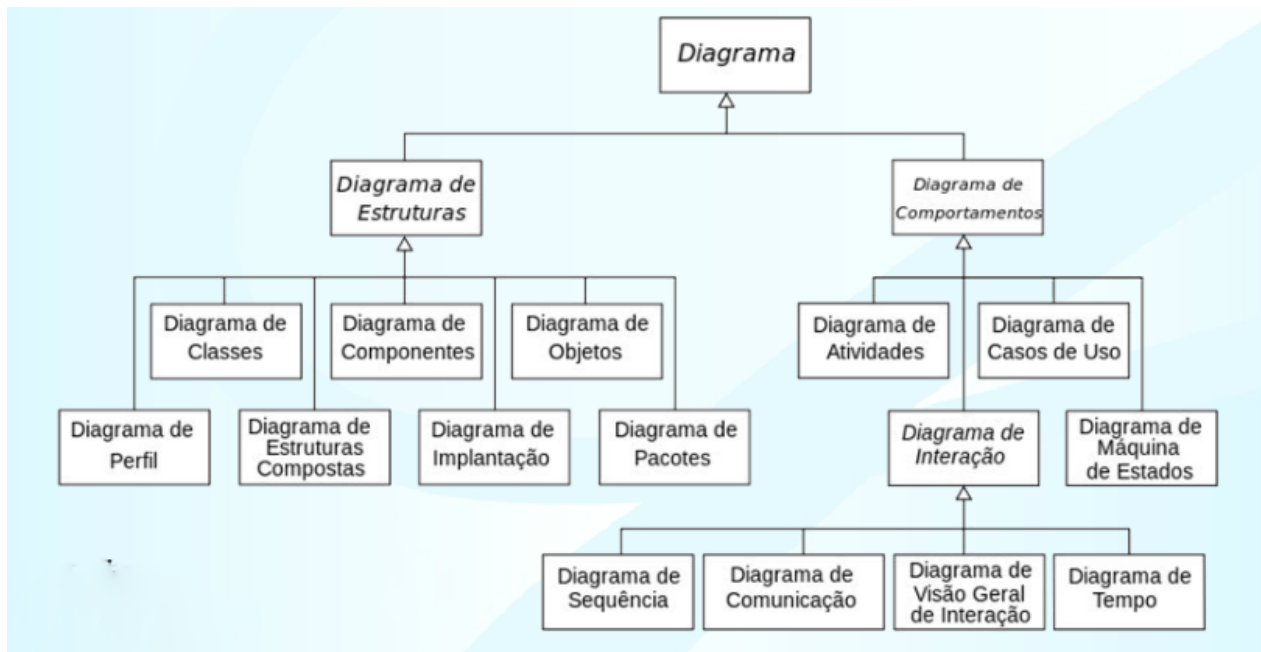 Diagrama
Diagrama de
Estruturas
Diagrama de
Comportamentos
Diagrama de
Classes
Diagrama de
Componentes
Diagrama de
Objetos
Diagrama de
Atividades
Diagrama de
Casos de Uso
Diagrama de
Perfil
Diagrama de
Estruturas
Compostas
Diagrama de
Implantação
Diagrama de
Pacotes
Diagrama de
Interação
Diagrama de
Máquina
de Estados
Diagrama de
Sequência
Diagrama de
Comunicação
Diagrama de
Visão Geral
de Interação
Diagrama de
Tempo